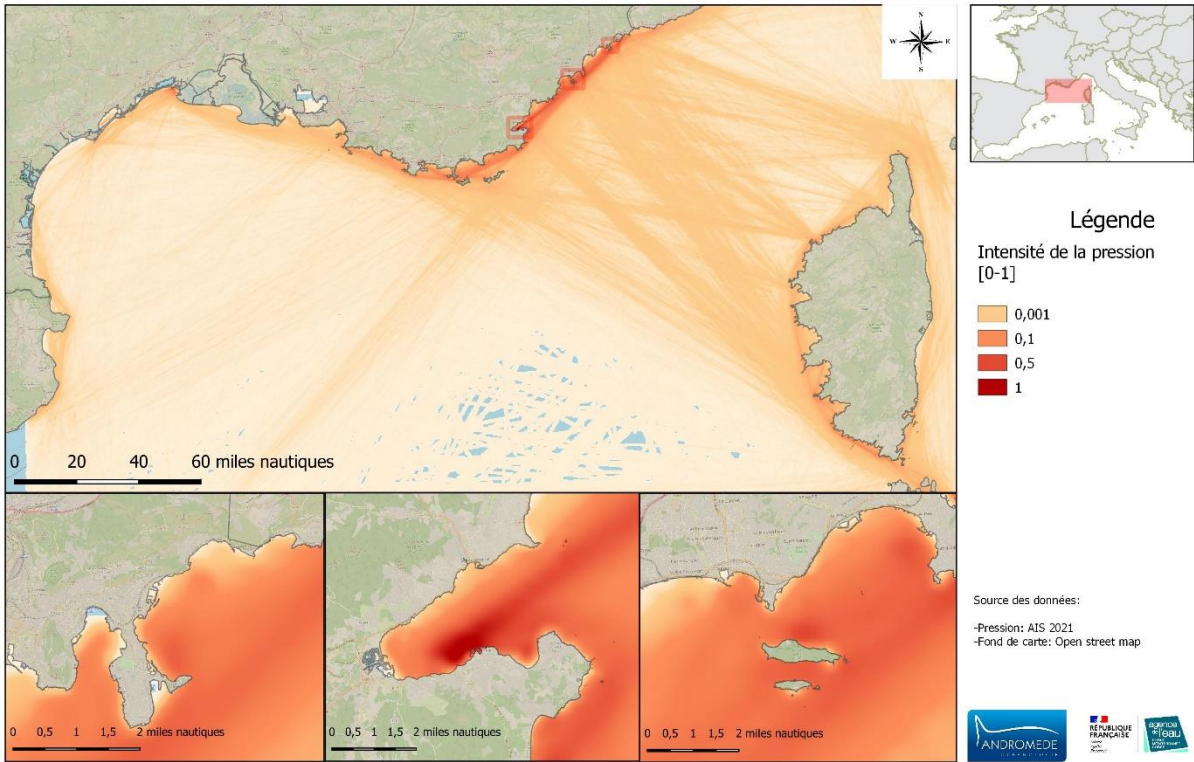 N
W
E
S
0
20
40
60 miles nautiques
Légende
Intensité de la pression
[0-1]
0,001
0,1
0,5
1
0 0,5 1 1,5 2 miles nautiques
0 0,5 1 1,5 2 miles nautiques
0 0,5 1 1,5 2 miles nautiques
Source des données:
-Pression: AIS 2021
-Fond de carte: Open street map
ANDROMEDE
OCEANOLOGIE
RÉPUBLIQUE
FRANÇAISE
agence
de l'eau